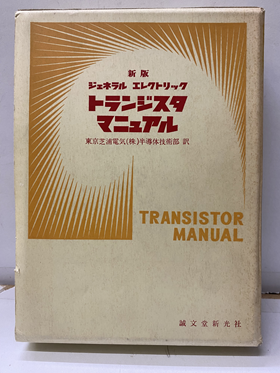 新版
ジェネラル エレクトリック
トランジスタ
マニュアル
東京芝浦電気(株)半導体技術部 訳
TRANSISTOR
MANUAL
誠文堂新光社